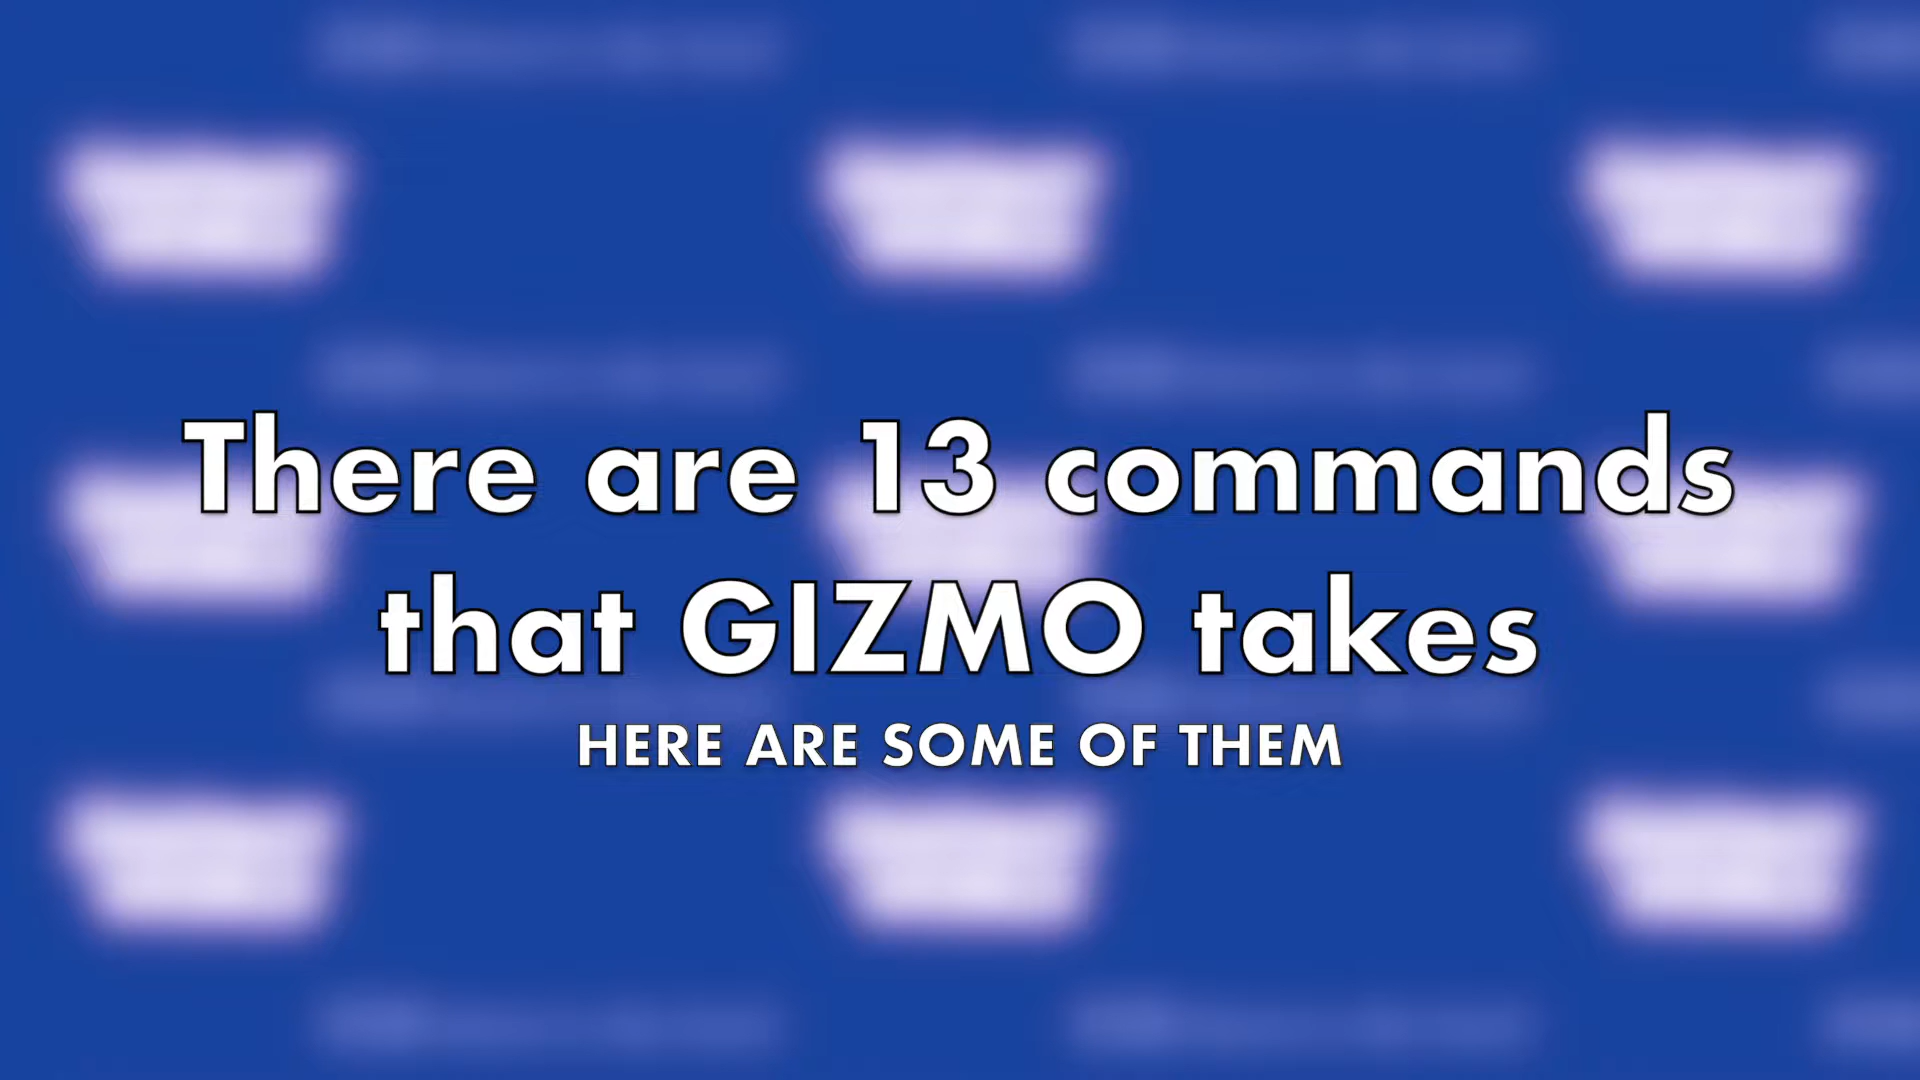 There are 13 commands
that GIZMO takes
HERE ARE SOME OF THEM